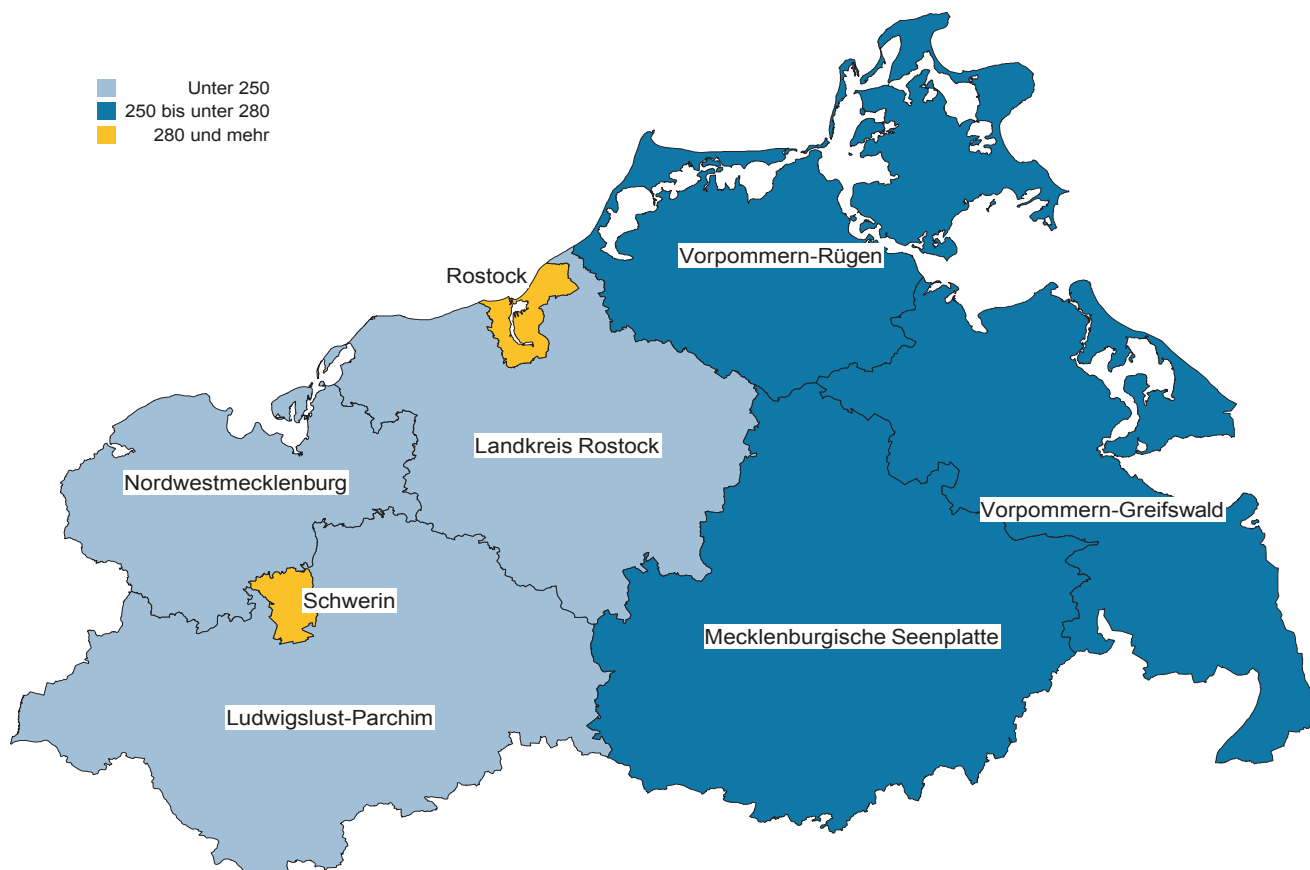 Unter 250
250 bis unter 280
280 und mehr
Vorpommern-Rügen
Rostock
Landkreis Rostock
Nordwestmecklenburg
Vorpommern-Greifswald
Schwerin
Mecklenburgische Seenplatte
Ludwigslust-Parchim